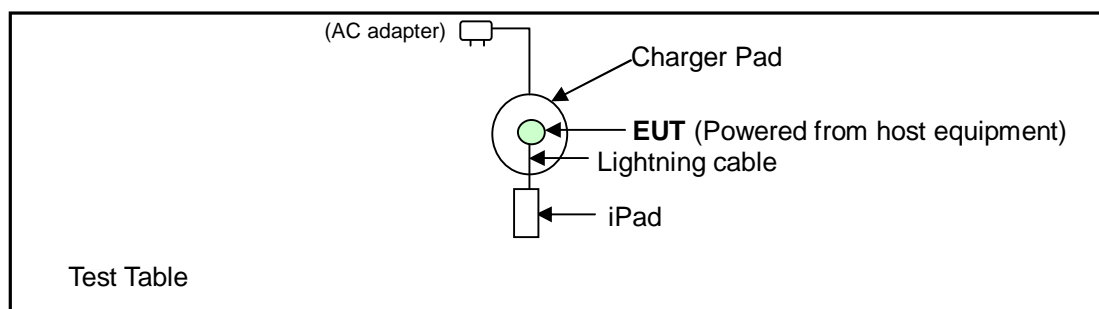 (AC adapter)
Charger Pad
EUT (Powered from host equipment)
Lightning cable
iPad
Test Table